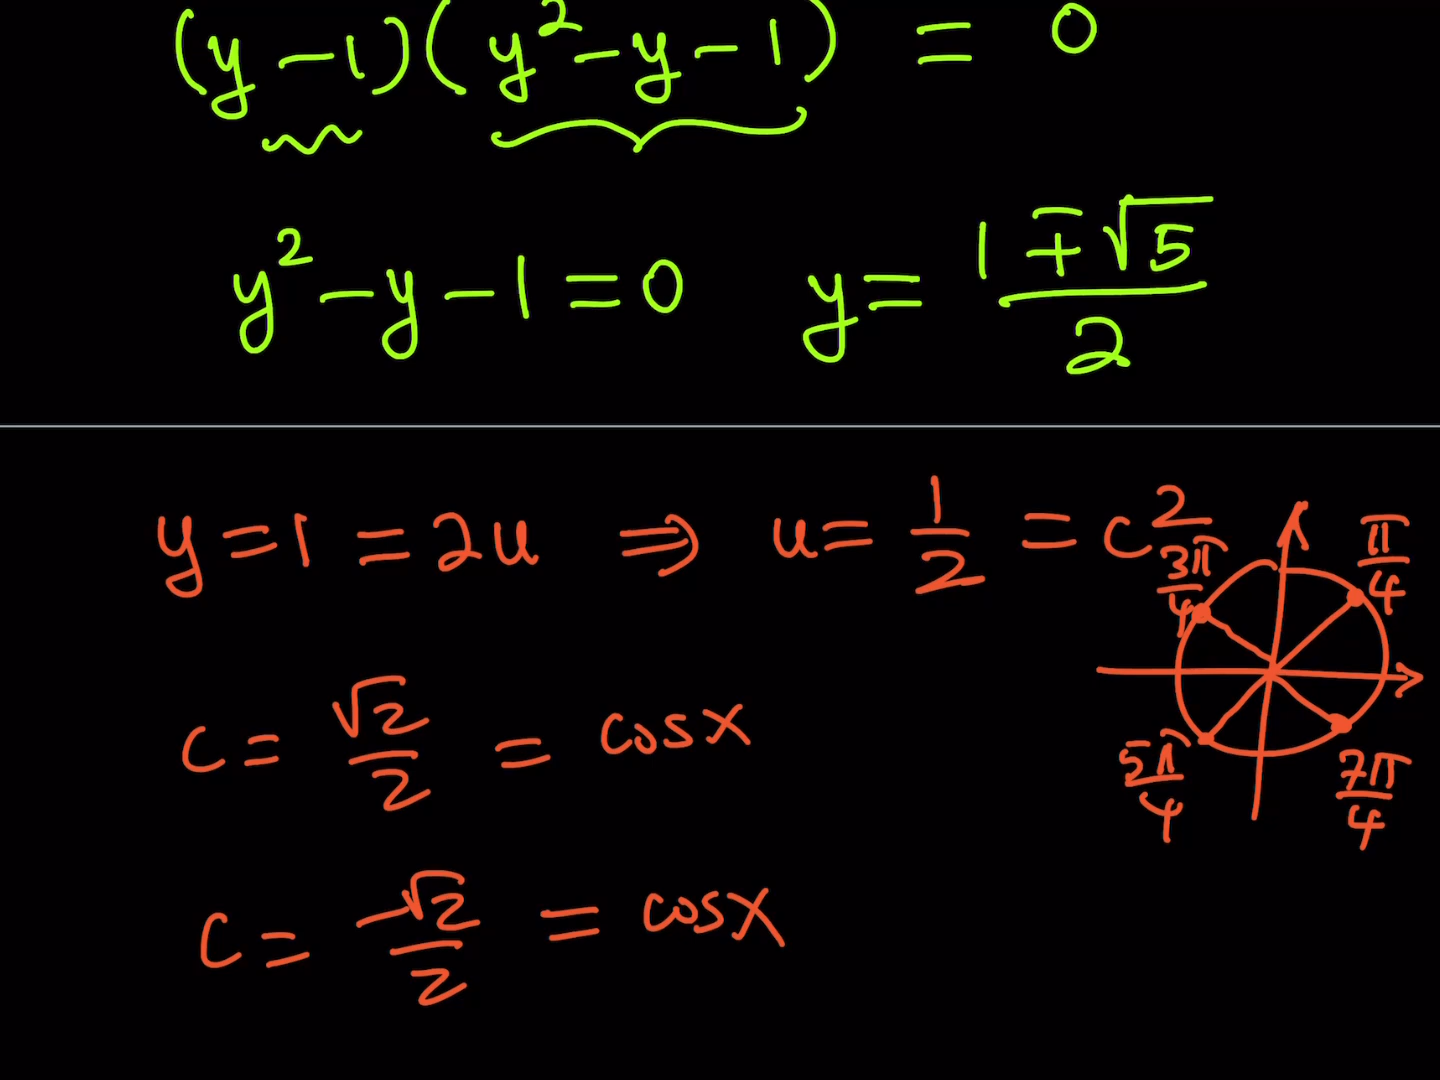 (y − 1)(y² − y − 1) = 0
y² − y − 1 = 0    y = (1 ∓ √5)/2
y = 1 = 2u ⇒ u = 1/2 = c²
3π/4    π/4
c = √2/2 = cosx
5π/4    7π/4
c = −√2/2 = cosx